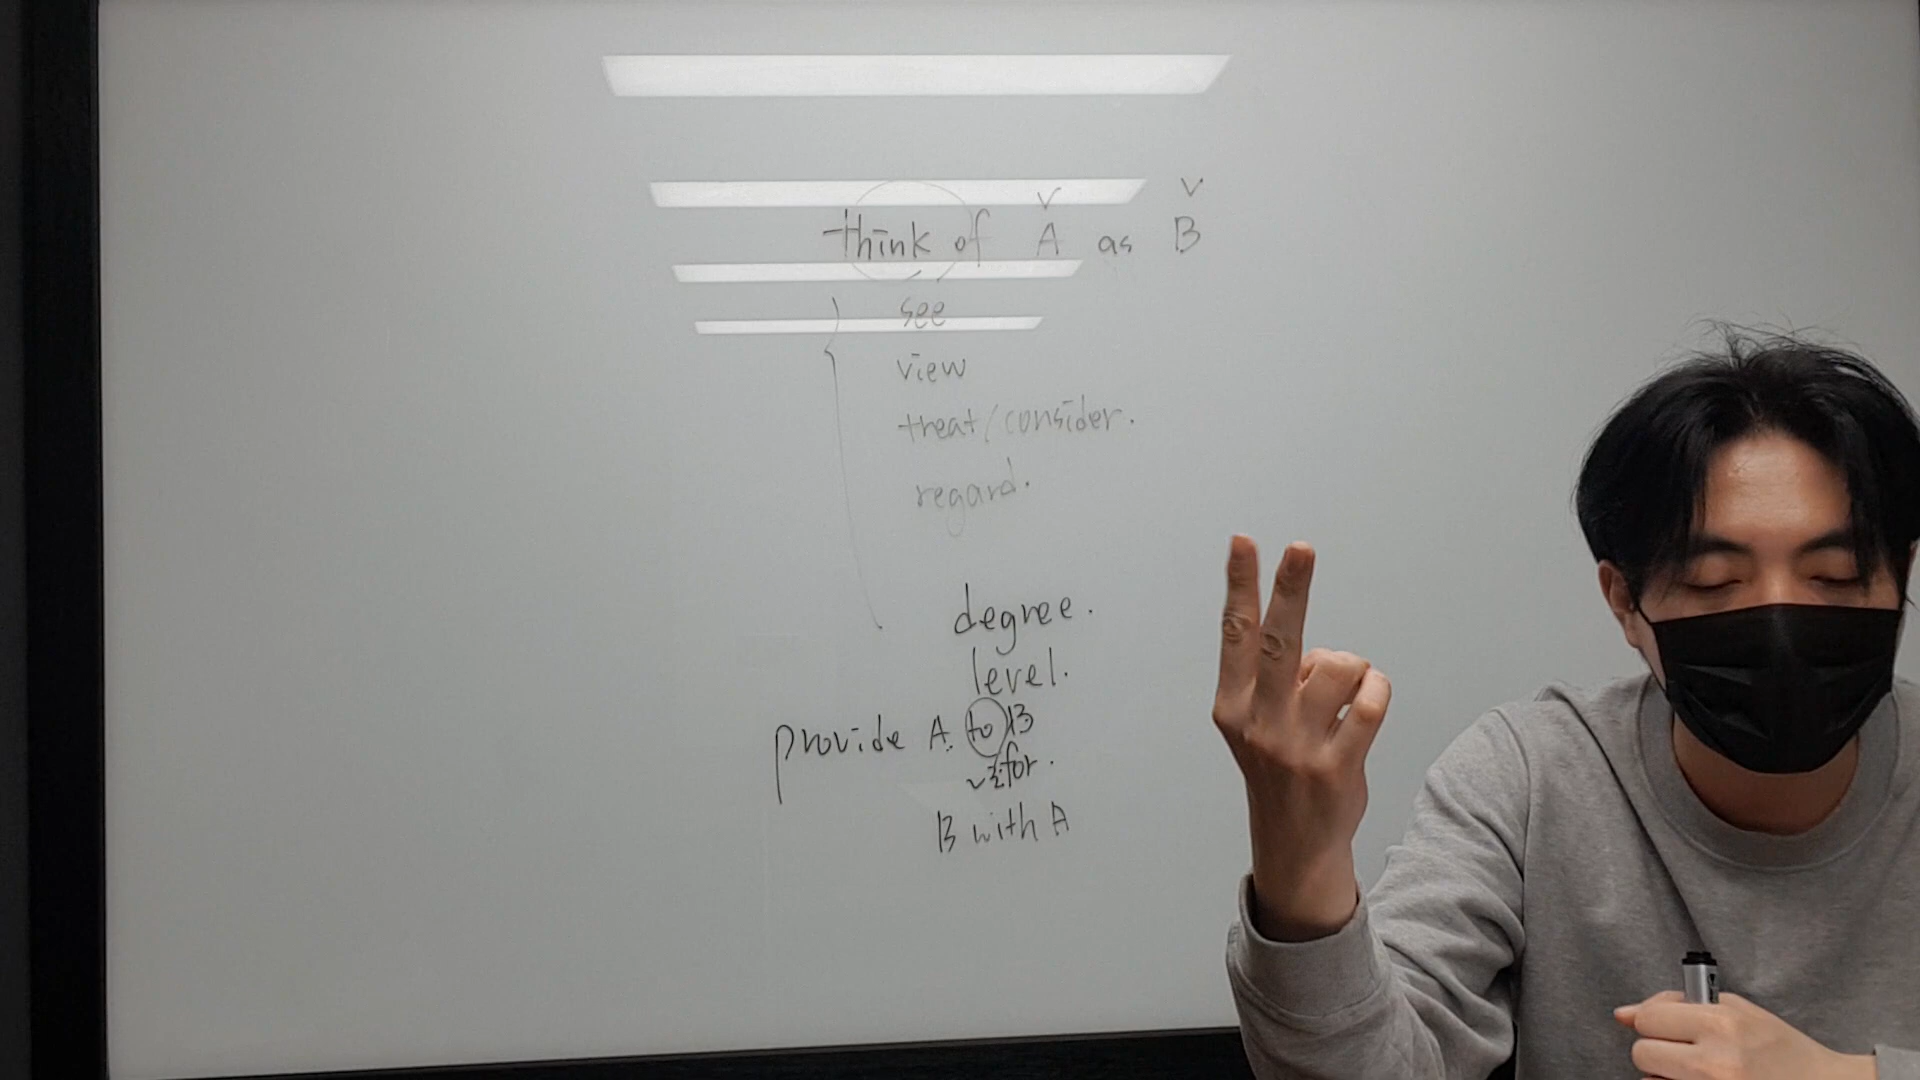 think of A as B
see
view
treat/consider.
regard.
degree.
level.
provide A to B
for.
B with A